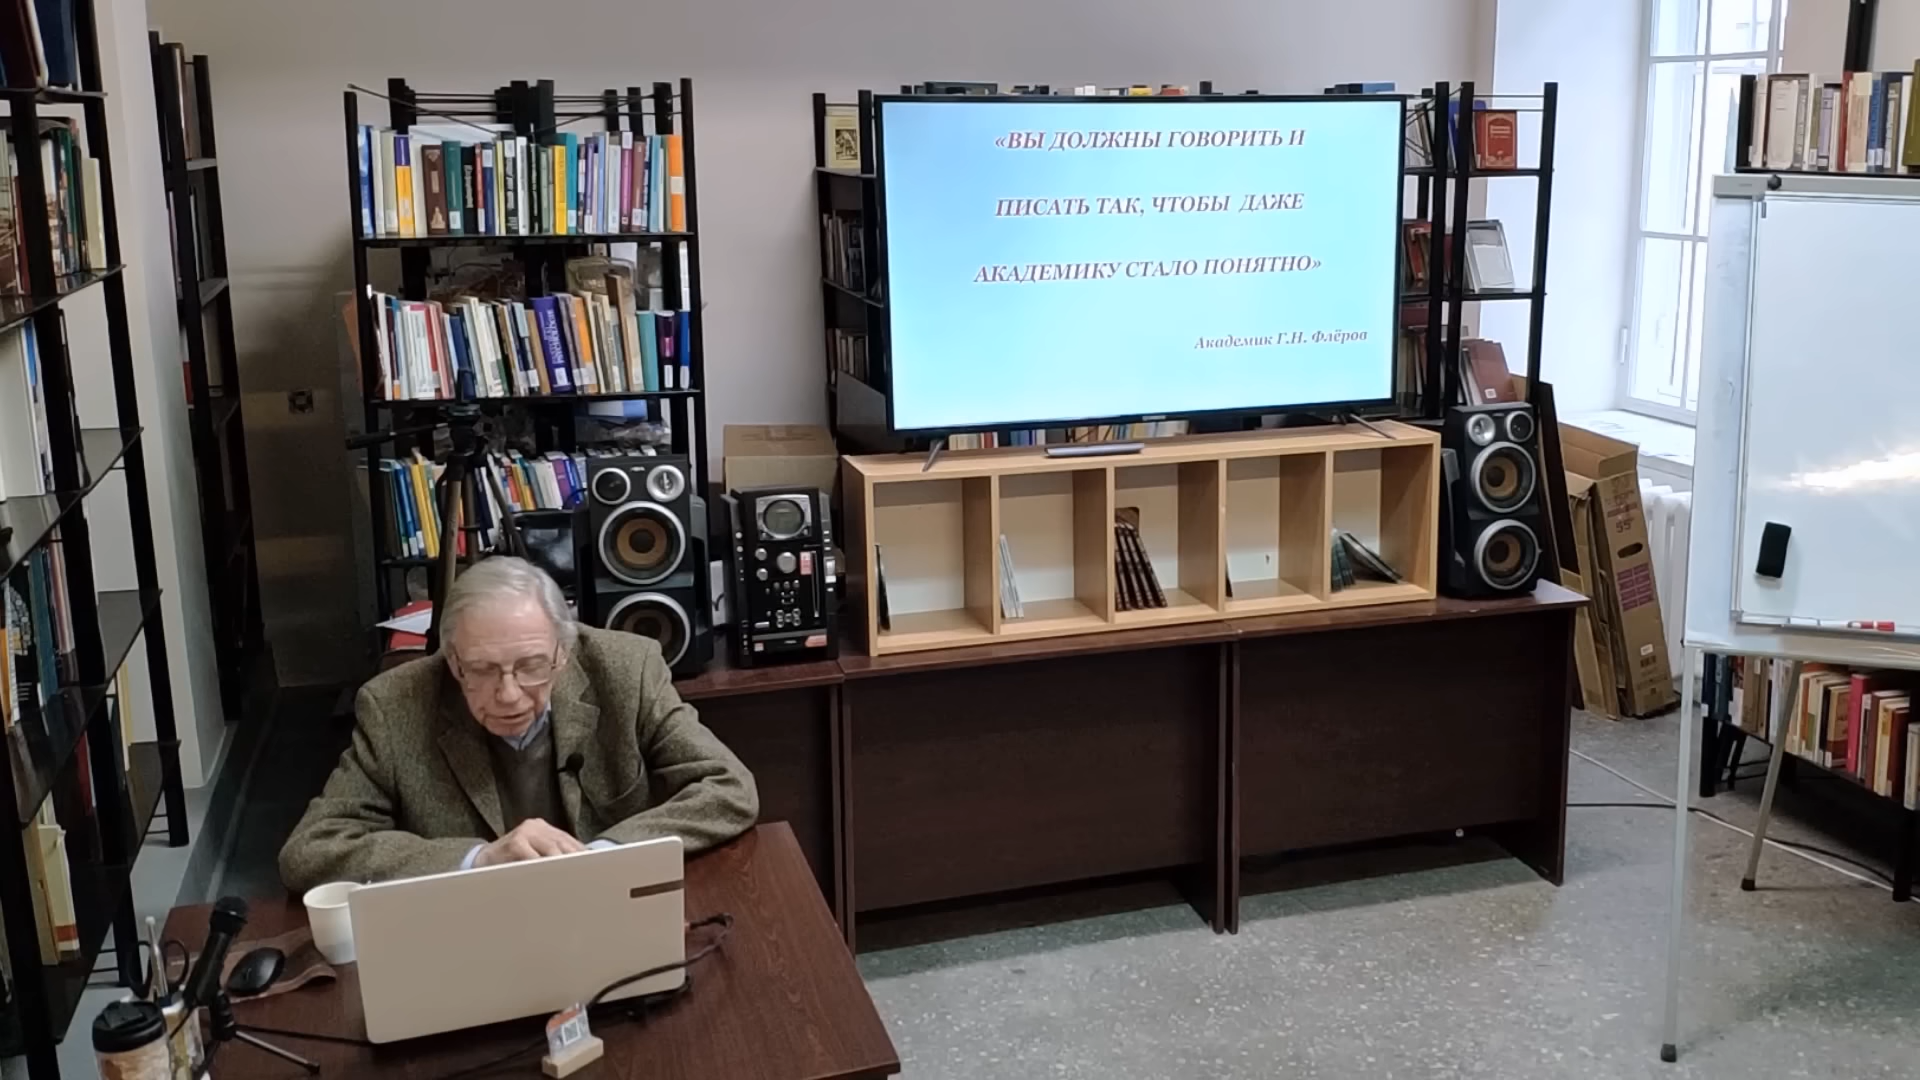 «ВЫ ДОЛЖНЫ ГОВОРИТЬ И
ПИСАТЬ ТАК, ЧТОБЫ ДАЖЕ
АКАДЕМИКУ СТАЛО ПОНЯТНО»
Академик Г.Н. Флёров